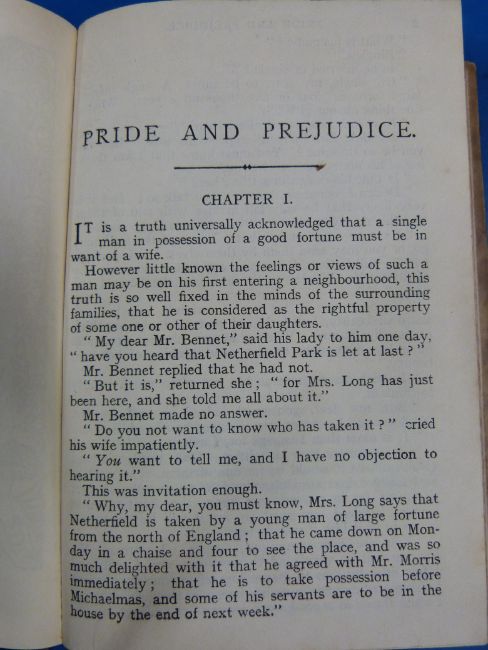 PRIDE AND PREJUDICE.
CHAPTER I.
IT is a truth universally acknowledged that a single
man in possession of a good fortune must be in
want of a wife.
However little known the feelings or views of such a
man may be on his first entering a neighbourhood, this
truth is so well fixed in the minds of the surrounding
families, that he is considered as the rightful property
of some one or other of their daughters.
" My dear Mr. Bennet," said his lady to him one day,
" have you heard that Netherfield Park is let at last ? "
Mr. Bennet replied that he had not.
" But it is," returned she ; " for Mrs. Long has just
been here, and she told me all about it."
Mr. Bennet made no answer.
" Do you not want to know who has taken it ? " cried
his wife impatiently.
" You want to tell me, and I have no objection to
hearing it."
This was invitation enough.
" Why, my dear, you must know, Mrs. Long says that
Netherfield is taken by a young man of large fortune
from the north of England ; that he came down on Mon-
day in a chaise and four to see the place, and was so
much delighted with it that he agreed with Mr. Morris
immediately ; that he is to take possession before
Michaelmas, and some of his servants are to be in the
house by the end of next week."